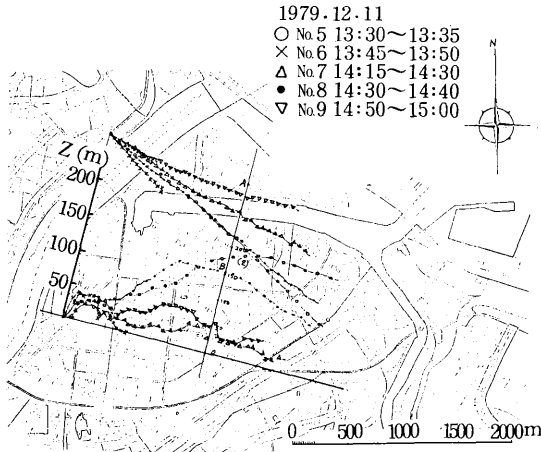 1979.12.11
○ No.5 13:30～13:35
× No.6 13:45～13:50
△ No.7 14:15～14:30
● No.8 14:30～14:40
▽ No.9 14:50～15:00
N
Z (m)
200
150
100
50
A
B
0 500 1000 1500 2000m